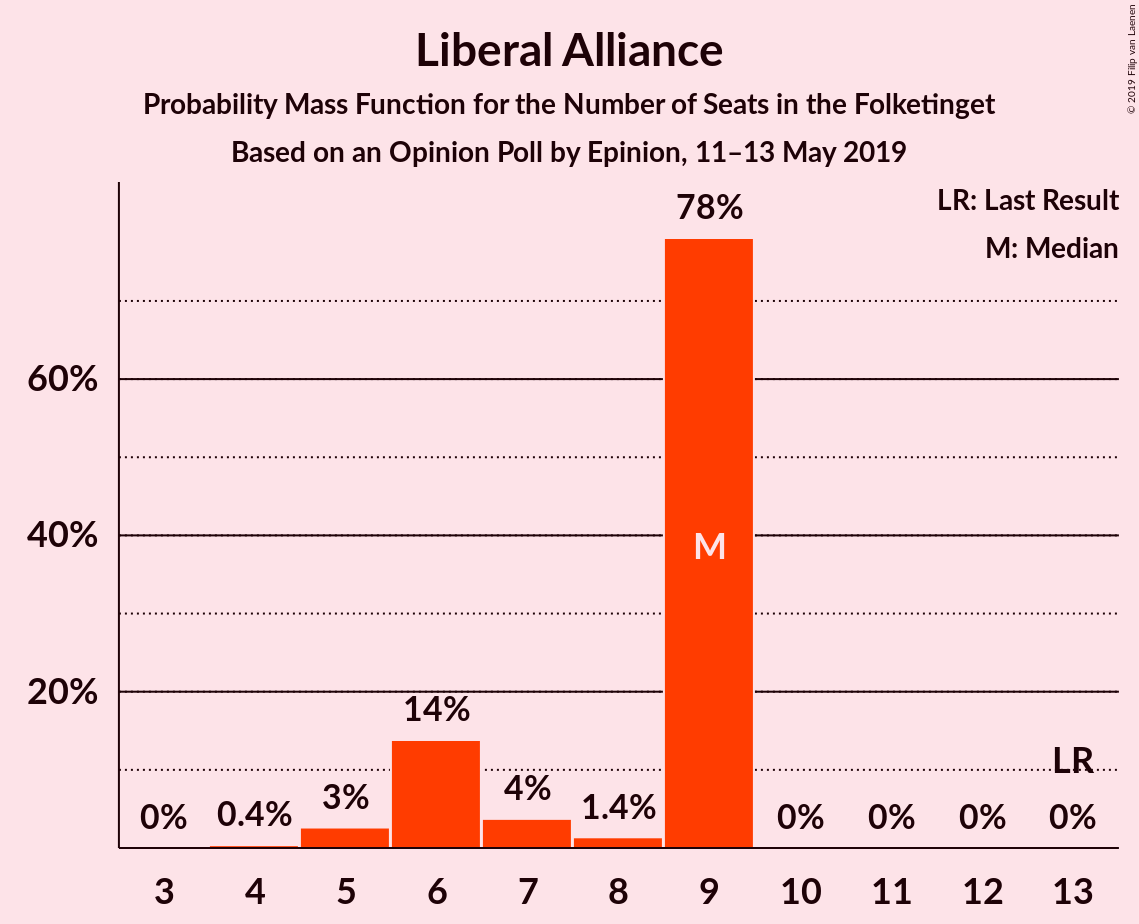 Liberal Alliance
Probability Mass Function for the Number of Seats in the Folketinget
Based on an Opinion Poll by Epinion, 11–13 May 2019
© 2019 Filip van Laenen
LR: Last Result
M: Median
78%
60%
40%
20%
M
14%
LR
0%
0.4%
3%
4%
1.4%
0%
0%
0%
0%
3 4 5 6 7 8 9 10 11 12 13